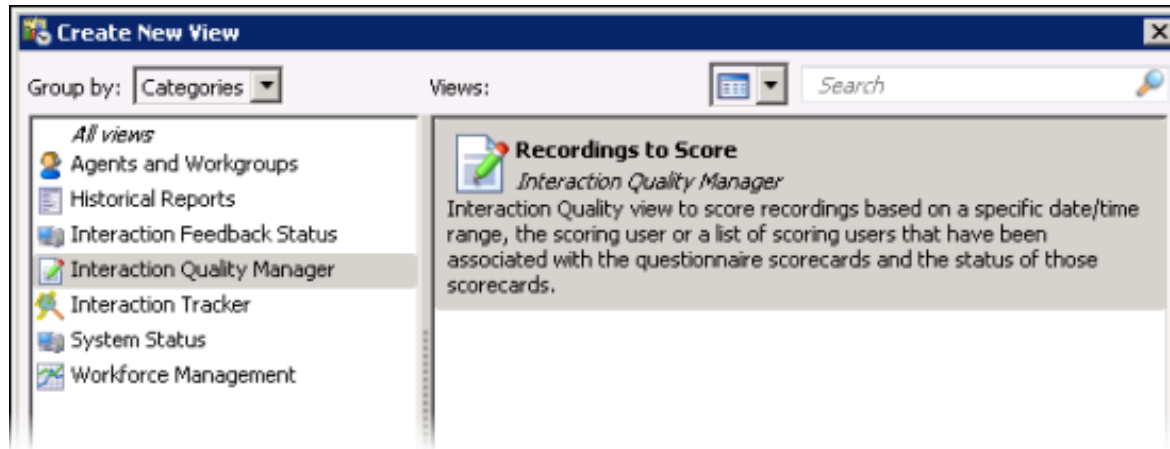 Create New View
Group by: Categories
Views:
Search
All views
Agents and Workgroups
Historical Reports
Interaction Feedback Status
Interaction Quality Manager
Interaction Tracker
System Status
Workforce Management
Recordings to Score
Interaction Quality Manager
Interaction Quality view to score recordings based on a specific date/time
range, the scoring user or a list of scoring users that have been
associated with the questionnaire scorecards and the status of those
scorecards.